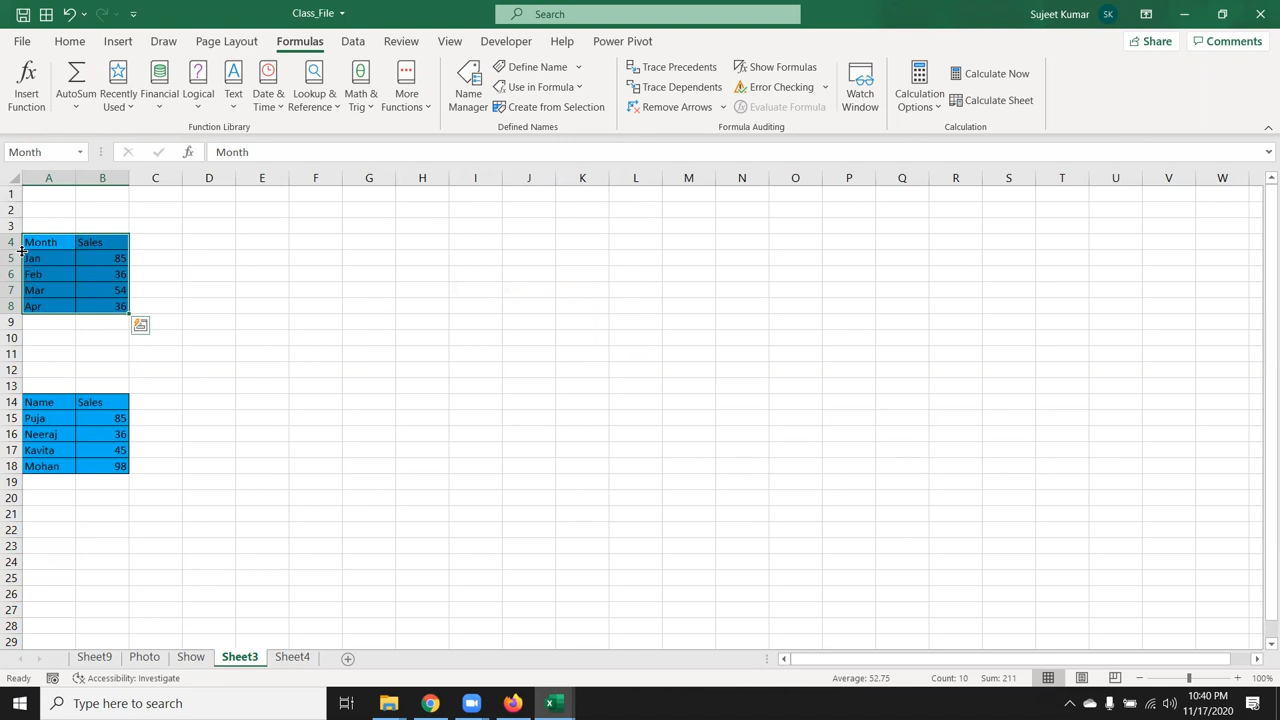 Class_File
Search
Sujeet Kumar
SK
File Home Insert Draw Page Layout Formulas Data Review View Developer Help Power Pivot
Share Comments
Insert Function
AutoSum
Recently Used
Financial
Logical
Text
Date & Time
Lookup & Reference
Math & Trig
More Functions
Function Library
Name Manager
Define Name
Use in Formula
Create from Selection
Defined Names
Trace Precedents
Trace Dependents
Remove Arrows
Show Formulas
Error Checking
Evaluate Formula
Formula Auditing
Watch Window
Calculation Options
Calculate Now
Calculate Sheet
Calculation
Month fx Month
A B C D E F G H I J K L M N O P Q R S T U V W
1
2
3
4 Month Sales
5 Jan 85
6 Feb 36
7 Mar 54
8 Apr 36
9
10
11
12
13
14 Name Sales
15 Puja 85
16 Neeraj 36
17 Kavita 45
18 Mohan 98
19
20
21
22
23
24
25
26
27
28
29
Sheet9 Photo Show Sheet3 Sheet4
Ready Accessibility: Investigate Average: 52.75 Count: 10 Sum: 211 100%
Type here to search
10:40 PM
11/17/2020